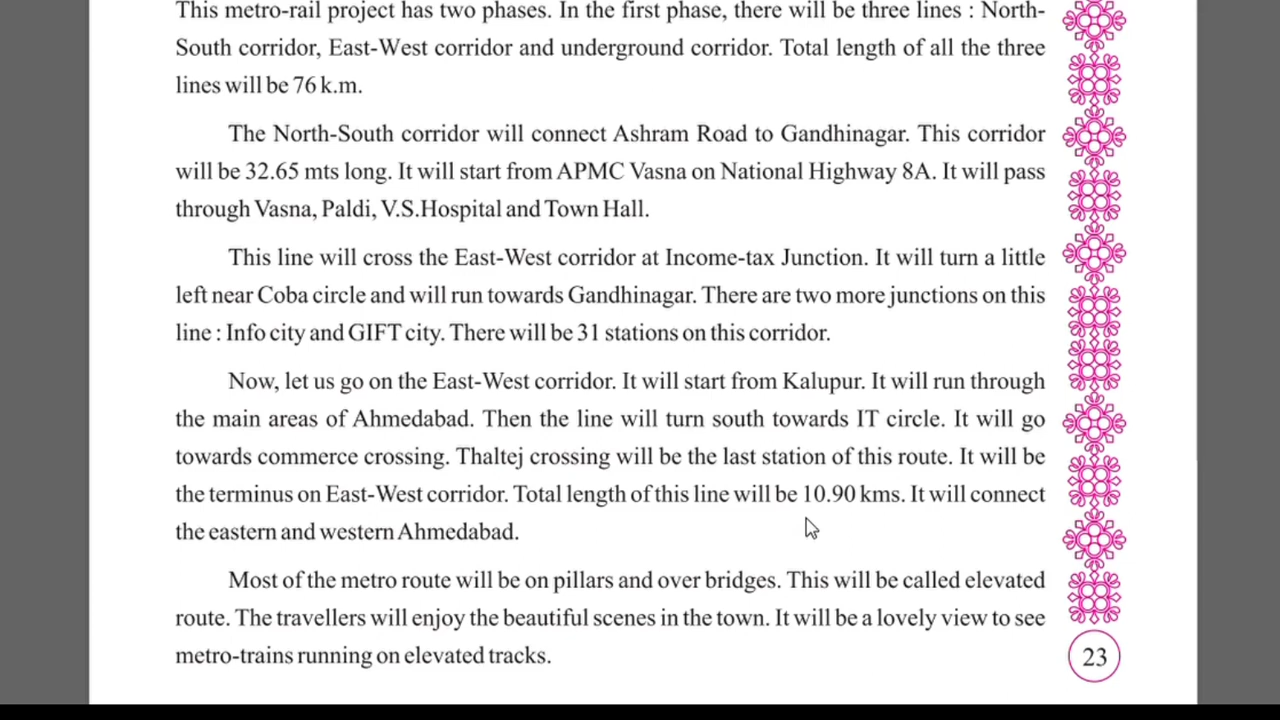 This metro-rail project has two phases. In the first phase, there will be three lines : North-
South corridor, East-West corridor and underground corridor. Total length of all the three
lines will be 76 k.m.
The North-South corridor will connect Ashram Road to Gandhinagar. This corridor
will be 32.65 mts long. It will start from APMC Vasna on National Highway 8A. It will pass
through Vasna, Paldi, V.S.Hospital and Town Hall.
This line will cross the East-West corridor at Income-tax Junction. It will turn a little
left near Coba circle and will run towards Gandhinagar. There are two more junctions on this
line : Info city and GIFT city. There will be 31 stations on this corridor.
Now, let us go on the East-West corridor. It will start from Kalupur. It will run through
the main areas of Ahmedabad. Then the line will turn south towards IT circle. It will go
towards commerce crossing. Thaltej crossing will be the last station of this route. It will be
the terminus on East-West corridor. Total length of this line will be 10.90 kms. It will connect
the eastern and western Ahmedabad.
Most of the metro route will be on pillars and over bridges. This will be called elevated
route. The travellers will enjoy the beautiful scenes in the town. It will be a lovely view to see
metro-trains running on elevated tracks.
23